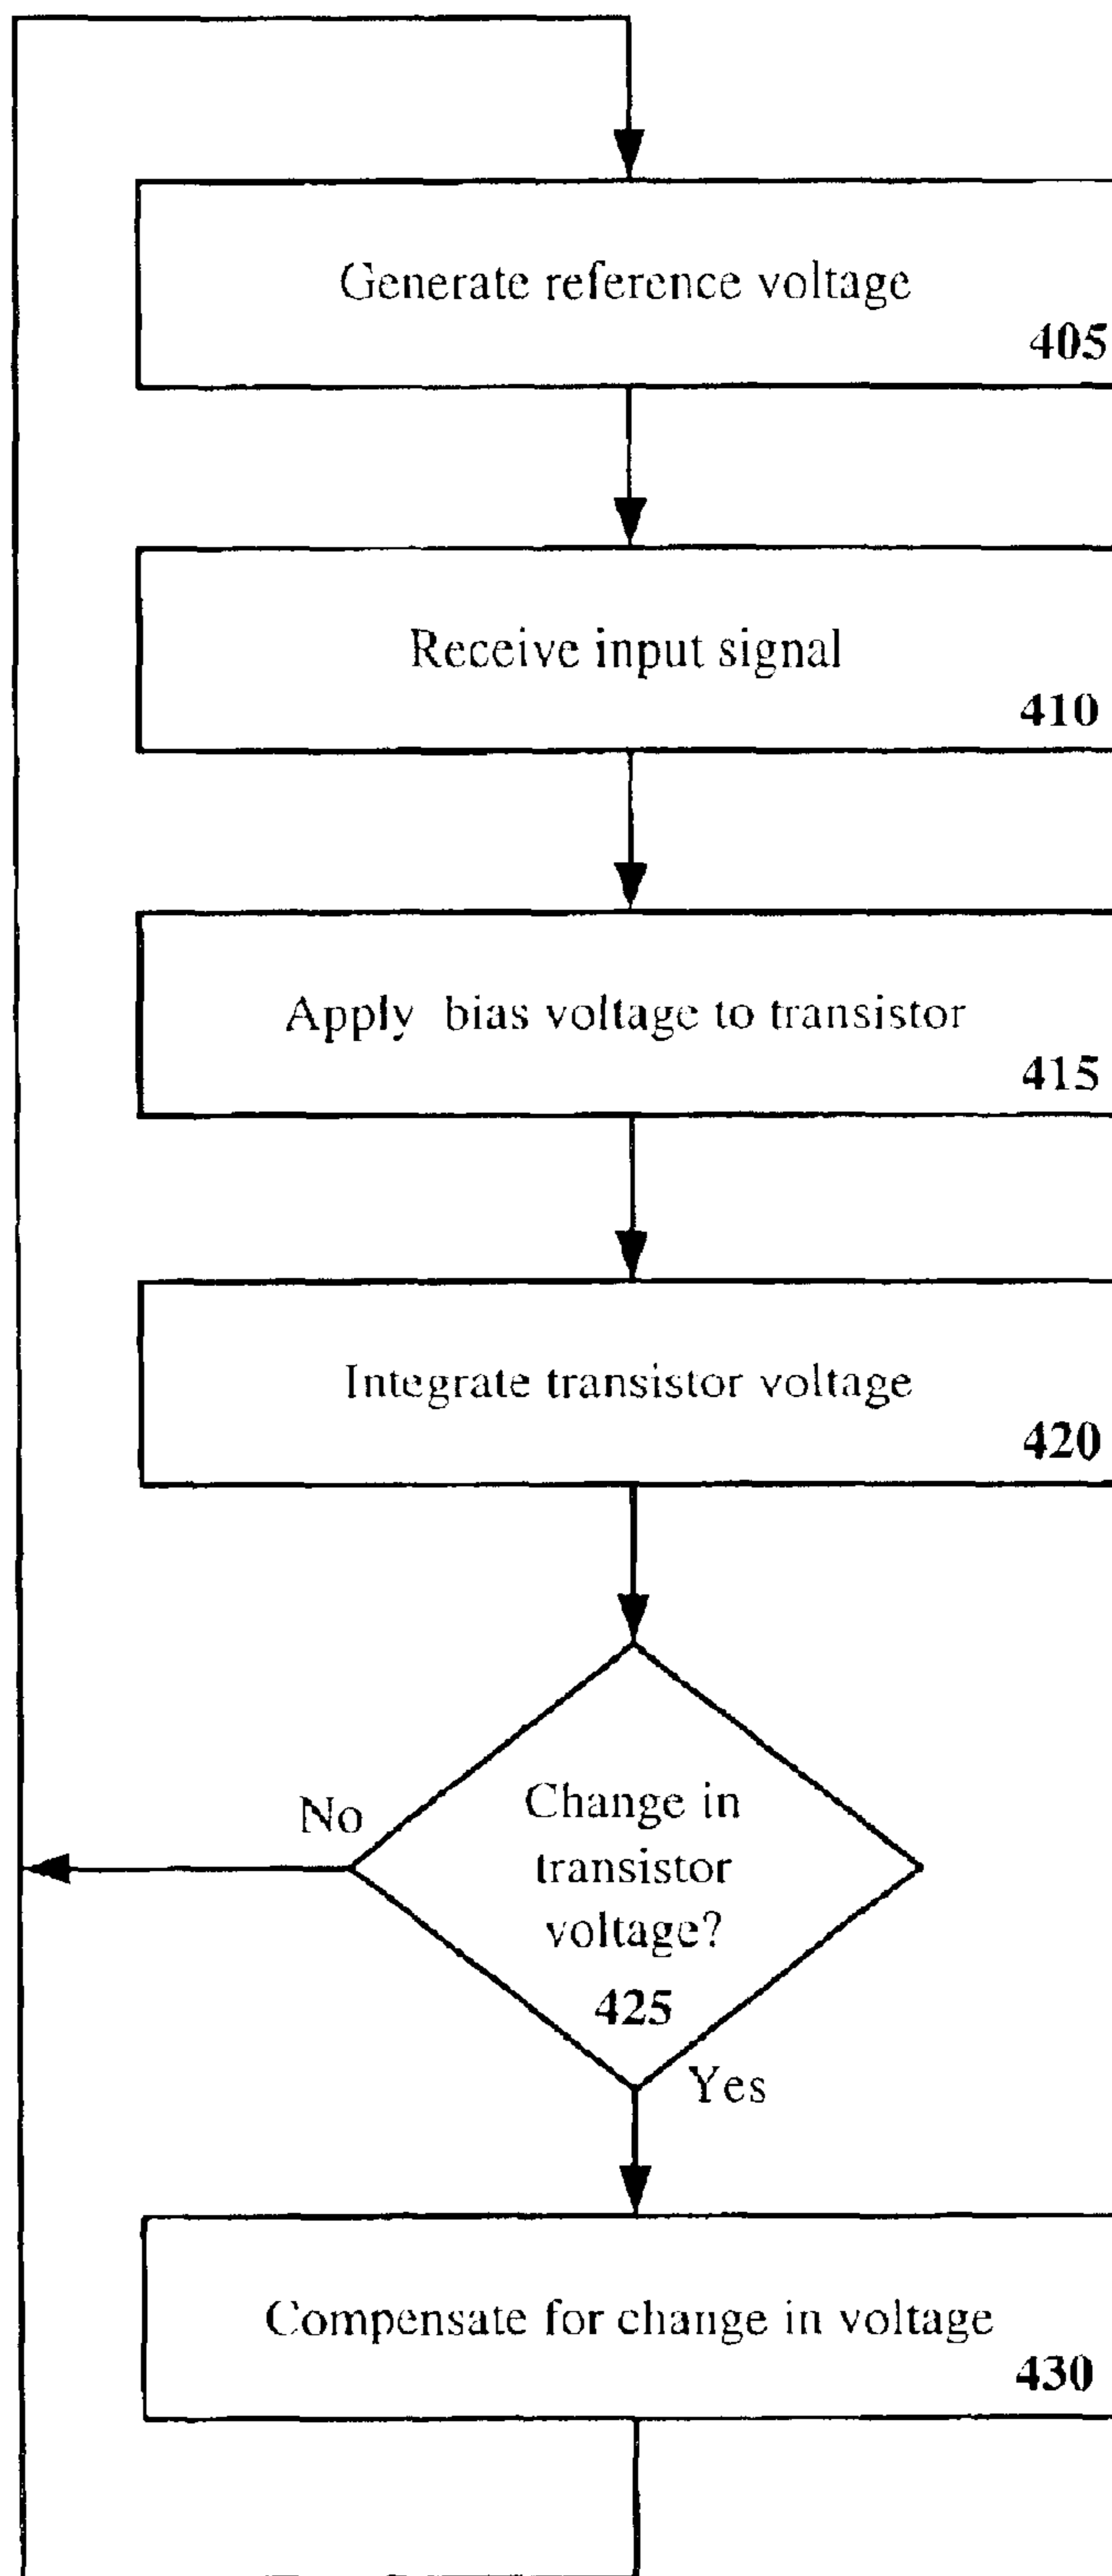 Generate reference voltage
405
Receive input signal
410
Apply bias voltage to transistor
415
Integrate transistor voltage
420
No
Change in
transistor
voltage?
425
Yes
Compensate for change in voltage
430